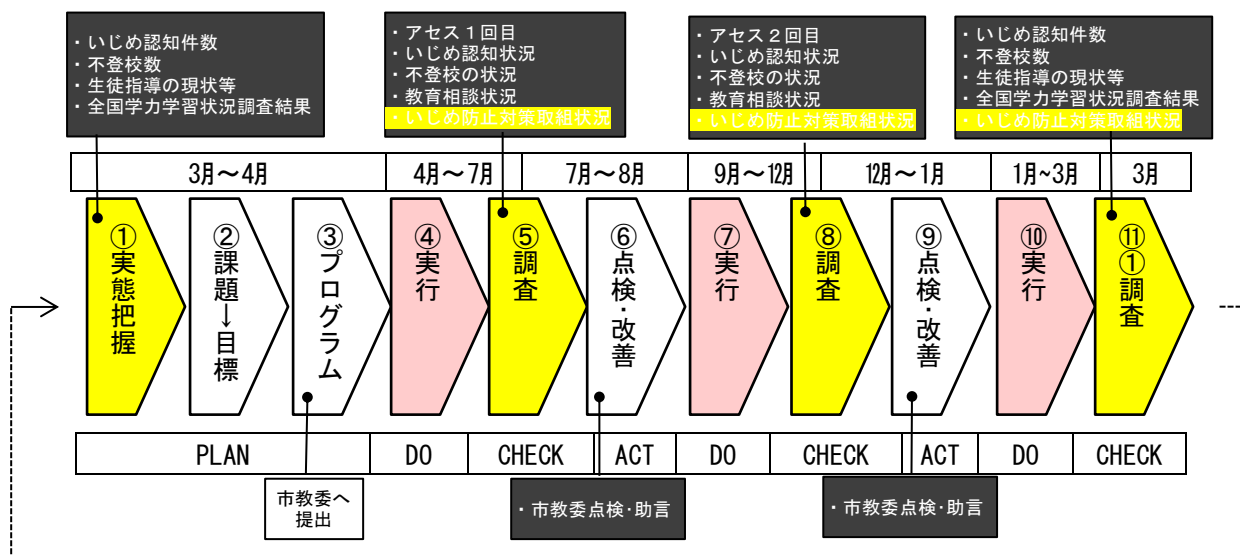 ・いじめ認知件数
・不登校数
・生徒指導の現状等
・全国学力学習状況調査結果
・アセス１回目
・いじめ認知状況
・不登校の状況
・教育相談状況
・いじめ防止対策取組状況
・アセス２回目
・いじめ認知状況
・不登校の状況
・教育相談状況
・いじめ防止対策取組状況
・いじめ認知件数
・不登校数
・生徒指導の現状等
・全国学力学習状況調査結果
・いじめ防止対策取組状況
3月～4月
4月～7月
7月～8月
9月～12月
12月～1月
1月~3月
3月
①実態把握
②課題→目標
③プログラム
④実行
⑤調査
⑥点検・改善
⑦実行
⑧調査
⑨点検・改善
⑩実行
⑪①調査
PLAN
DO
CHECK
ACT
DO
CHECK
ACT
DO
CHECK
市教委へ
提出
・市教委点検・助言
・市教委点検・助言